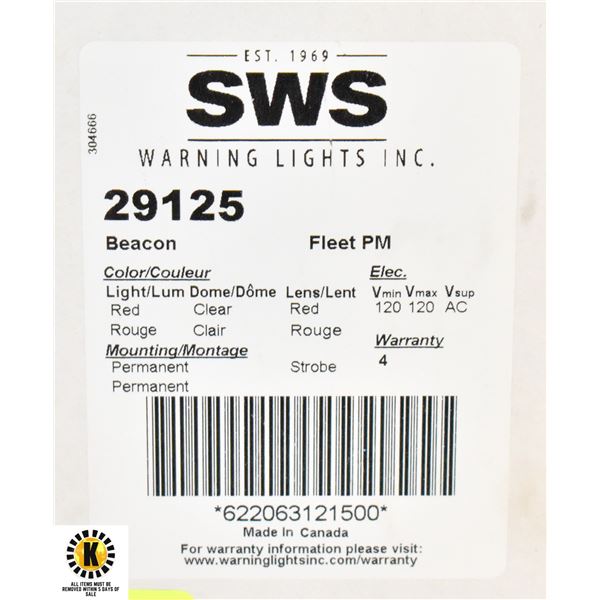 EST. 1969
SWS
WARNING LIGHTS INC.
304666
29125
Beacon Fleet PM
Color/Couleur Elec.
Light/Lum Dome/Dôme Lens/Lent Vmin Vmax Vsup
Red Clear Red 120 120 AC
Rouge Clair Rouge
Warranty
Mounting/Montage
Permanent Strobe 4
Permanent
*622063121500*
Made In Canada
For warranty information please visit:
www.warninglightsinc.com/warranty
K
ALL ITEMS MUST BE
REMOVED WITHIN 5 DAYS OF
SALE